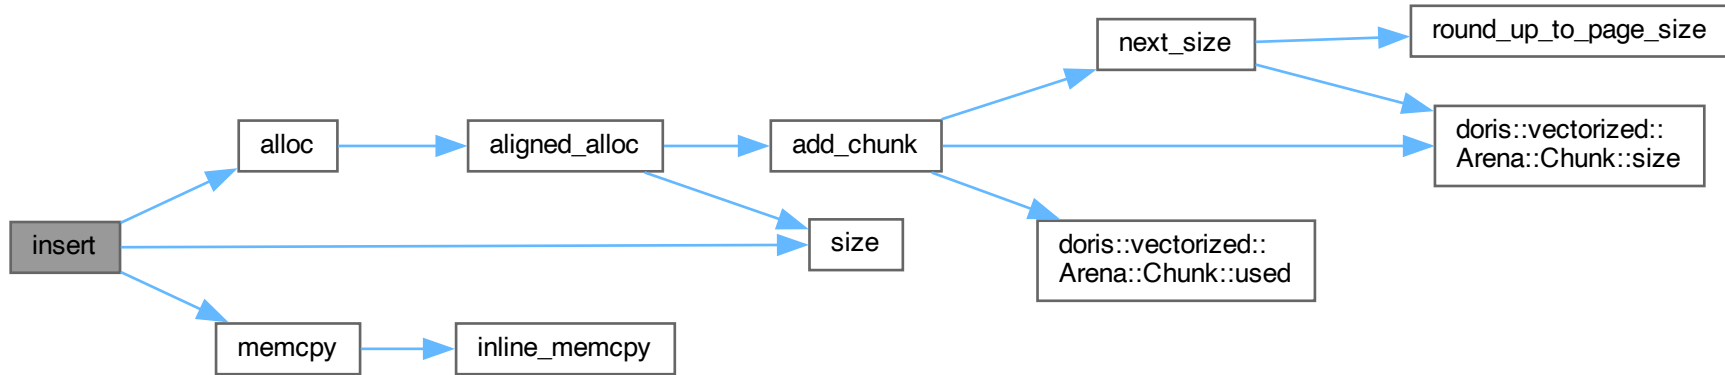 insert
alloc
memcpy
aligned_alloc
inline_memcpy
add_chunk
size
next_size
doris::vectorized::
Arena::Chunk::used
round_up_to_page_size
doris::vectorized::
Arena::Chunk::size